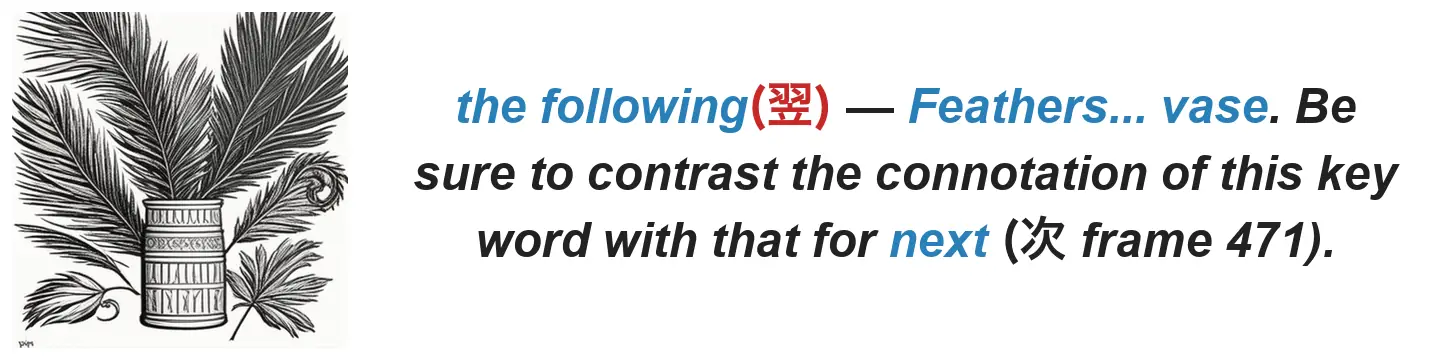 the following(翌) — Feathers... vase. Be
sure to contrast the connotation of this key
word with that for next (次 frame 471).